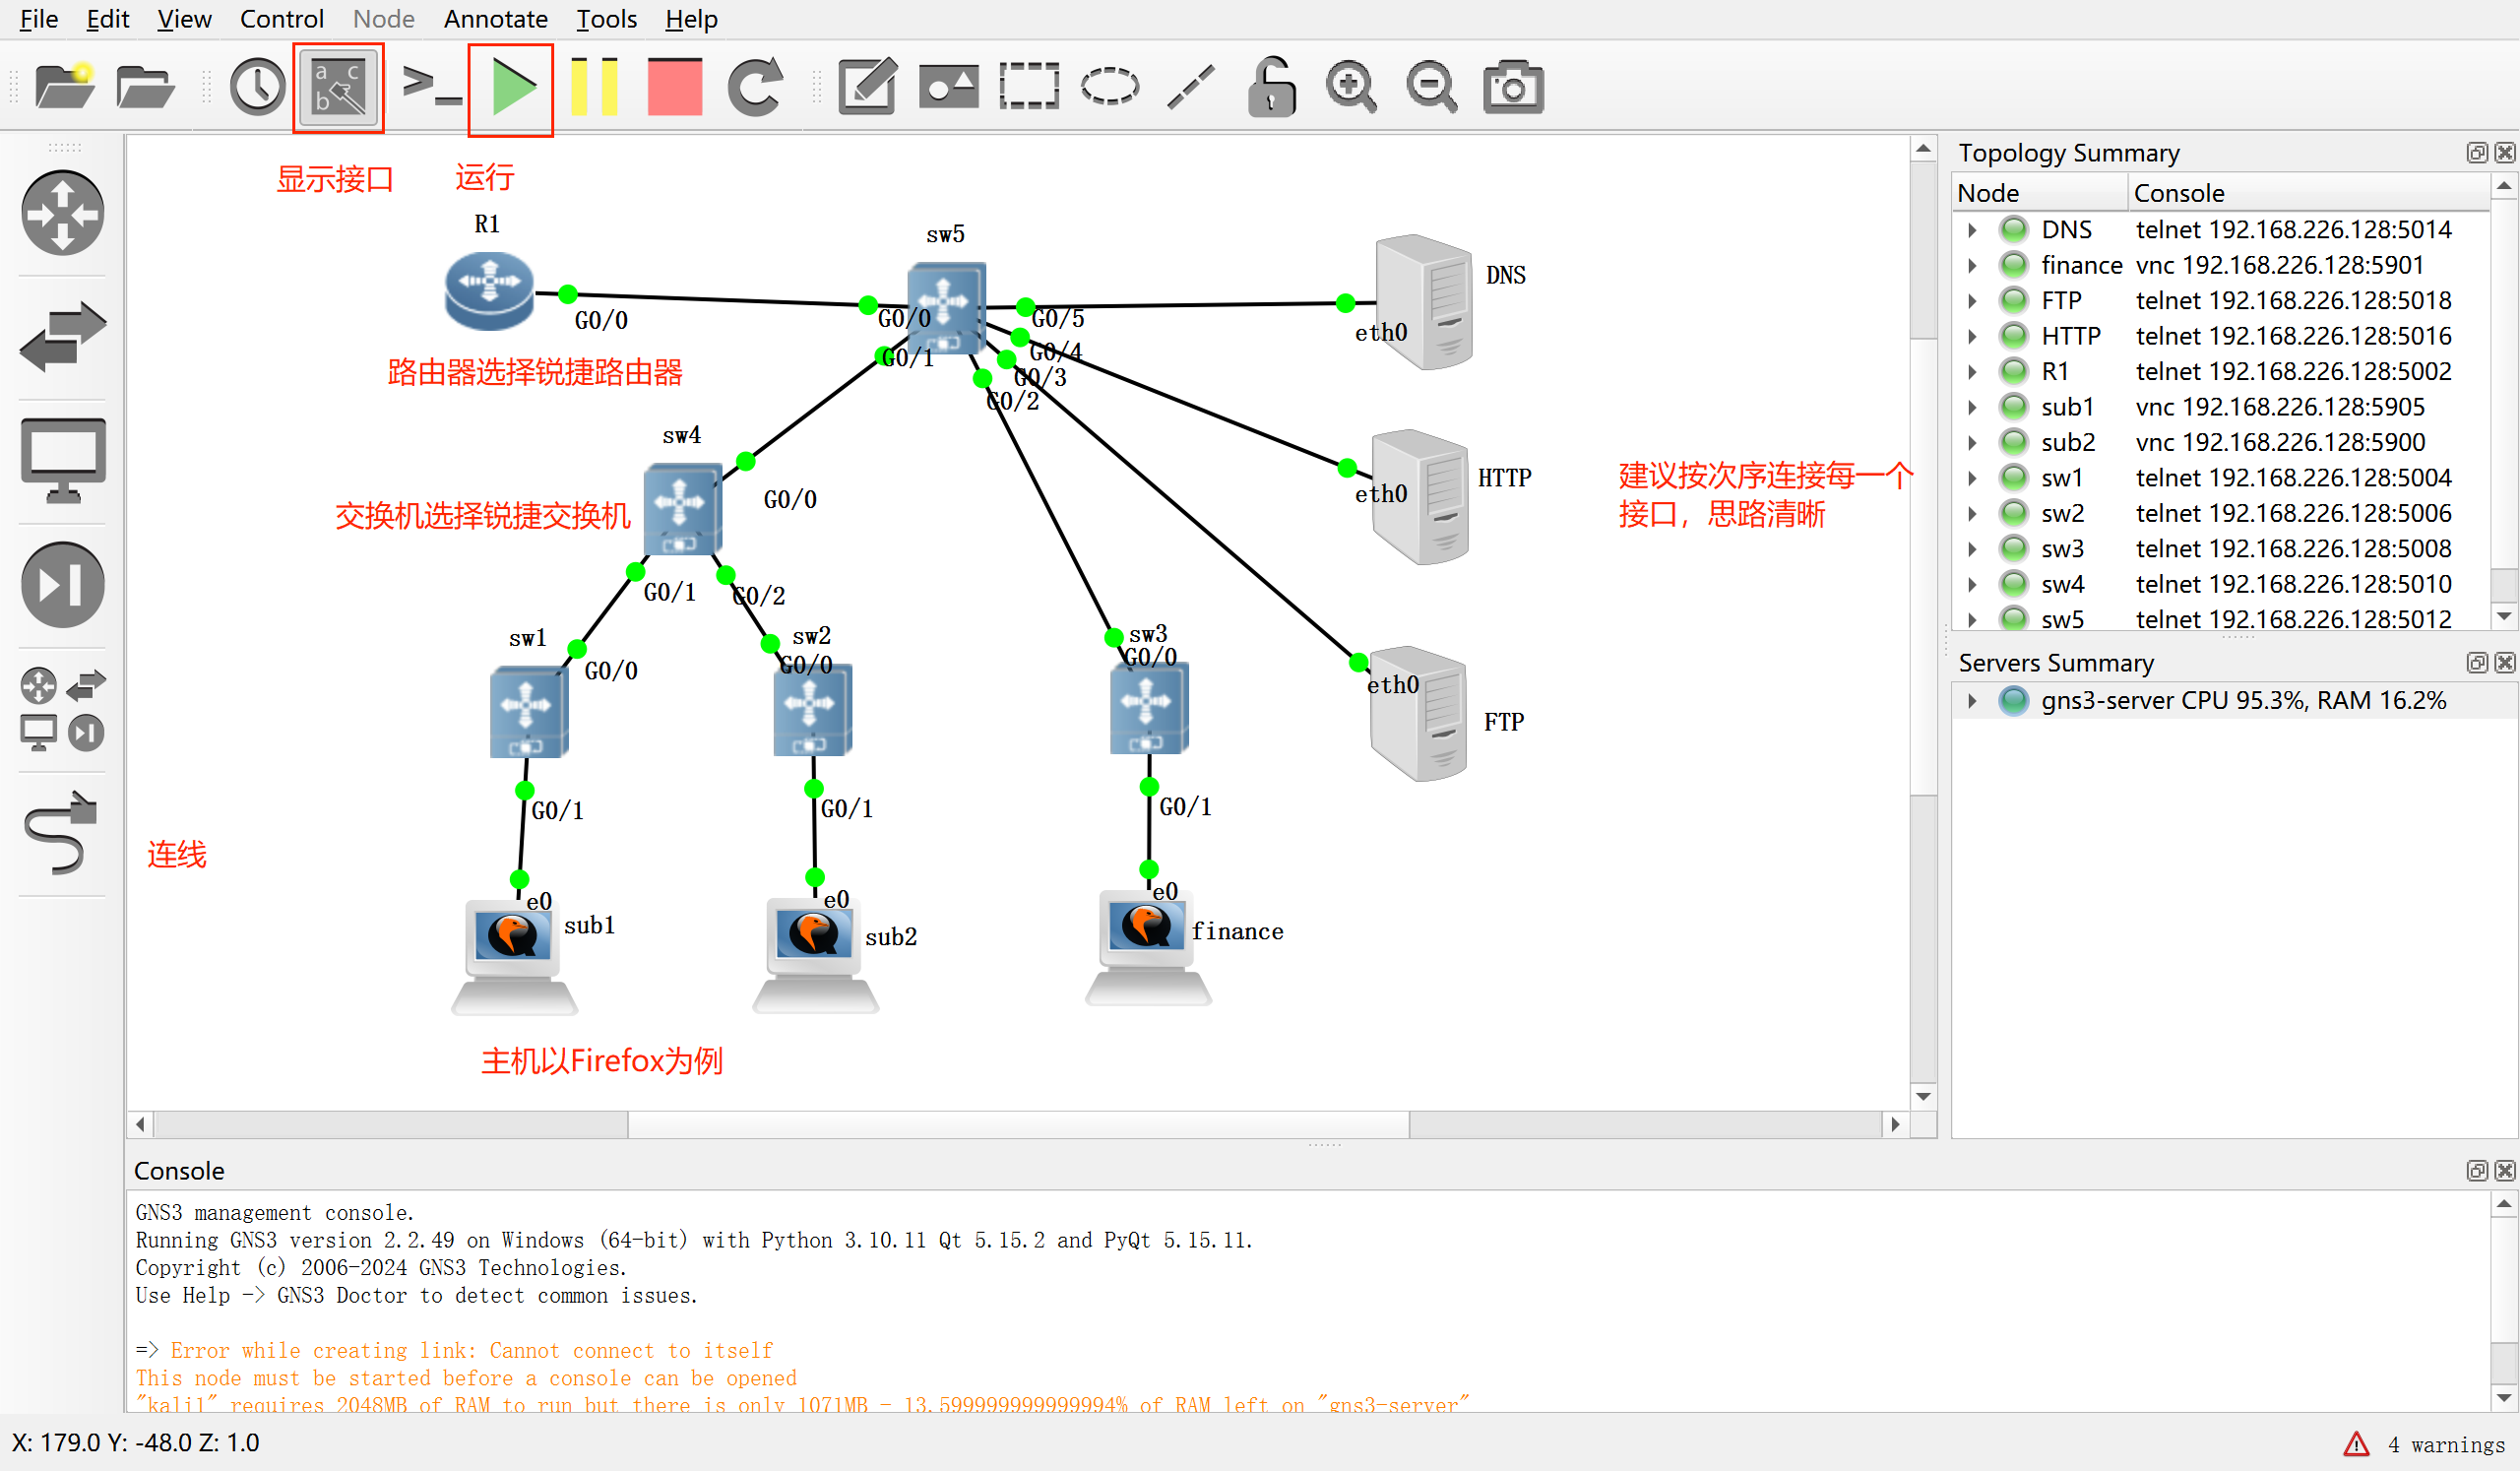 File Edit View Control Node Annotate Tools Help
显示接口 运行
R1
sw5
G0/0
G0/0
G0/5
eth0
DNS
G0/1
G0/4
G0/3
G0/2
路由器选择锐捷路由器
sw4
G0/0
eth0
HTTP
建议按次序连接每一个
接口，思路清晰
交换机选择锐捷交换机
G0/1
G0/2
sw1
G0/0
sw2
G0/0
sw3
G0/0
eth0
FTP
G0/1
G0/1
G0/1
连线
e0
sub1
e0
sub2
e0
finance
主机以Firefox为例
Topology Summary
Node Console
DNS telnet 192.168.226.128:5014
finance vnc 192.168.226.128:5901
FTP telnet 192.168.226.128:5018
HTTP telnet 192.168.226.128:5016
R1 telnet 192.168.226.128:5002
sub1 vnc 192.168.226.128:5905
sub2 vnc 192.168.226.128:5900
sw1 telnet 192.168.226.128:5004
sw2 telnet 192.168.226.128:5006
sw3 telnet 192.168.226.128:5008
sw4 telnet 192.168.226.128:5010
sw5 telnet 192.168.226.128:5012
Servers Summary
gns3-server CPU 95.3%, RAM 16.2%
Console
GNS3 management console.
Running GNS3 version 2.2.49 on Windows (64-bit) with Python 3.10.11 Qt 5.15.2 and PyQt 5.15.11.
Copyright (c) 2006-2024 GNS3 Technologies.
Use Help -> GNS3 Doctor to detect common issues.
=> Error while creating link: Cannot connect to itself
This node must be started before a console can be opened
"kali1" requires 2048MB of RAM to run but there is only 1071MB - 13.599999999999994% of RAM left on "gns3-server"
X: 179.0 Y: -48.0 Z: 1.0
4 warnings